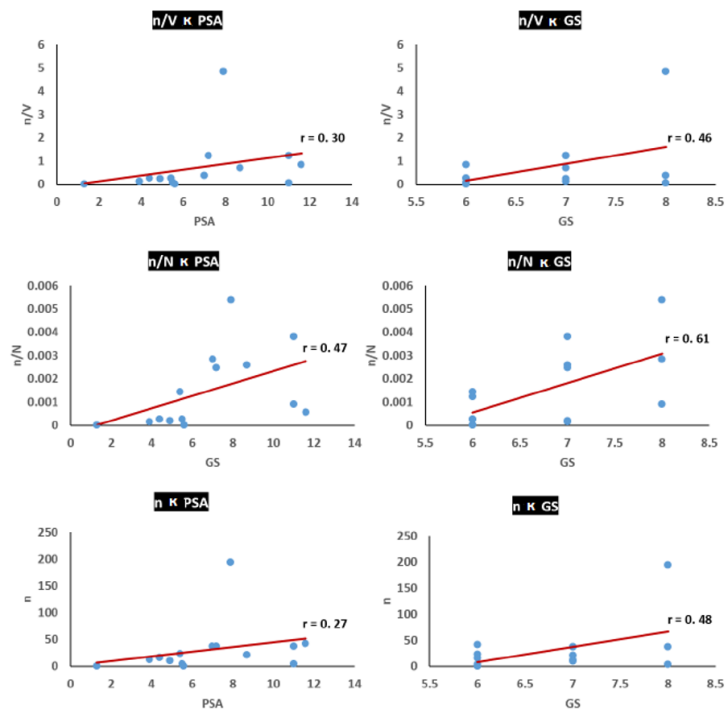 n/V к PSA
6
5
4
3
2
1
0
n/V
r = 0. 30
0 2 4 6 8 10 12 14
PSA
n/V к GS
6
5
4
3
2
1
0
n/V
r = 0. 46
5.5 6 6.5 7 7.5 8 8.5
GS
n/N к PSA
0.006
0.005
0.004
0.003
0.002
0.001
0
n/N
r = 0. 47
0 2 4 6 8 10 12 14
GS
n/N к GS
0.006
0.005
0.004
0.003
0.002
0.001
0
n/N
r = 0. 61
5.5 6 6.5 7 7.5 8 8.5
GS
n к PSA
250
200
150
100
50
0
n
r = 0. 27
0 2 4 6 8 10 12 14
PSA
n к GS
250
200
150
100
50
0
n
r = 0. 48
5.5 6 6.5 7 7.5 8 8.5
GS